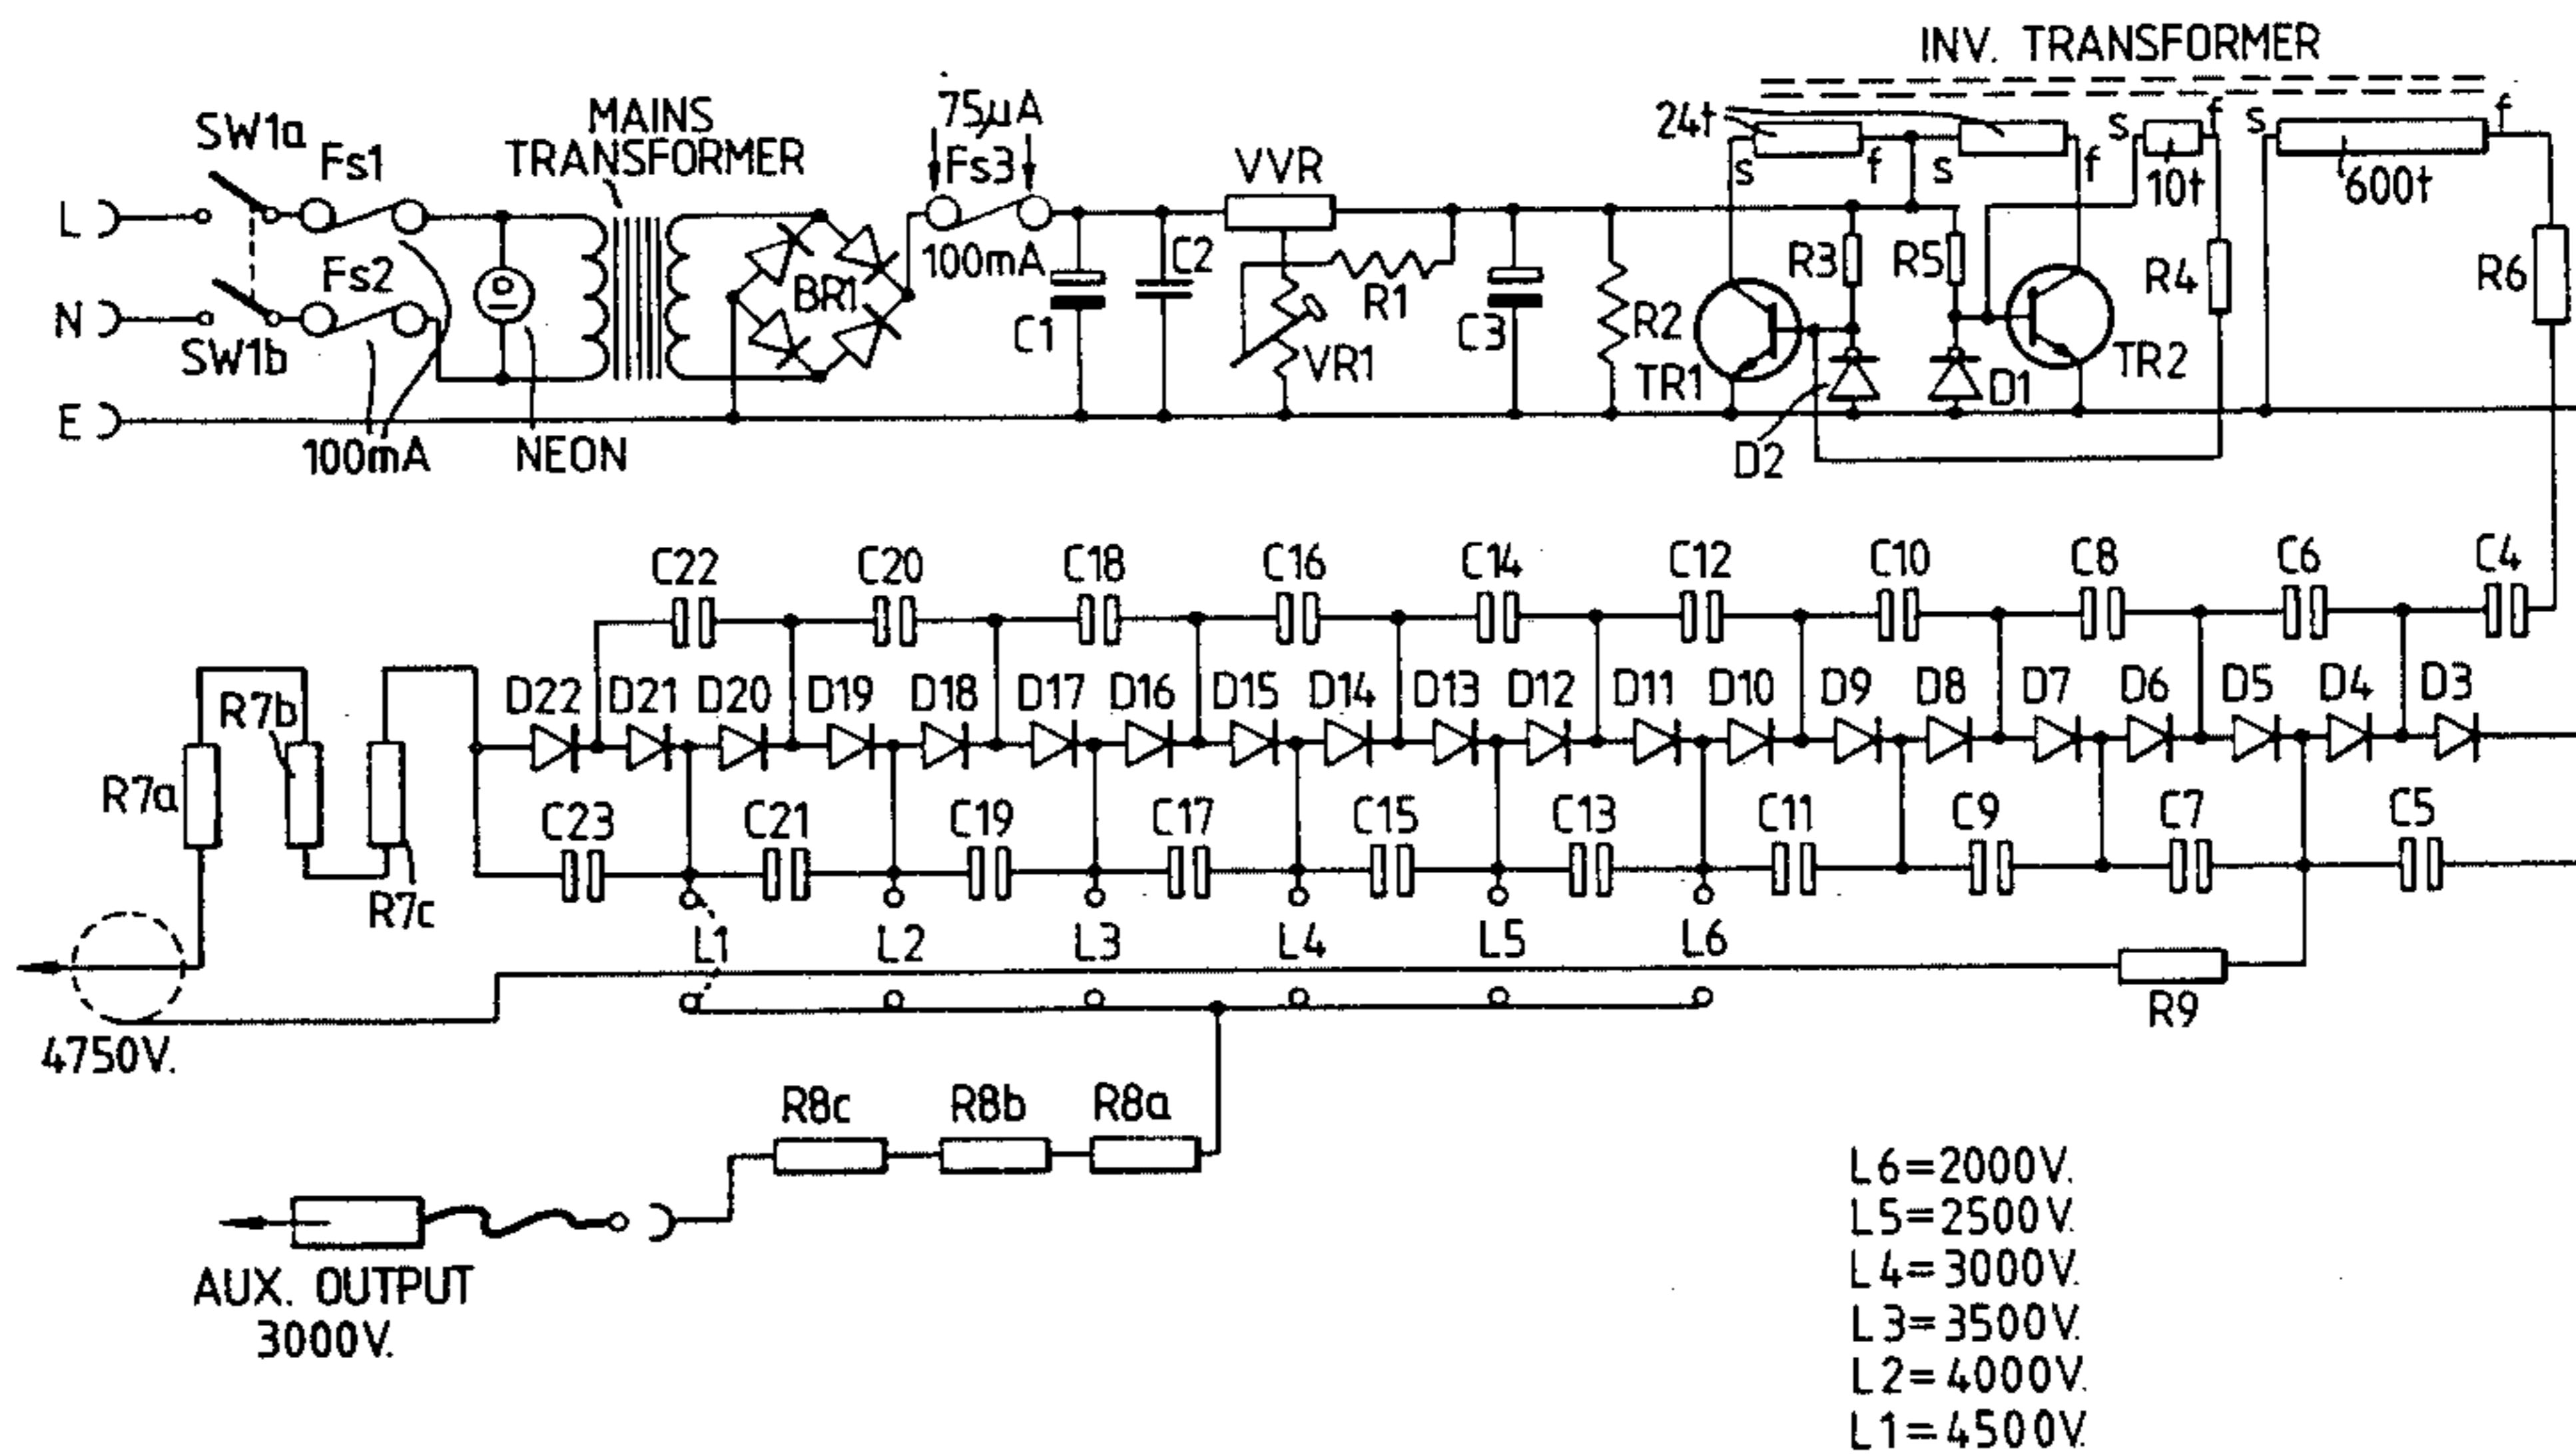 INV. TRANSFORMER
SW1a
Fs1
MAINS
TRANSFORMER
75µA
Fs3
100mA
VVR
24t
s
f
s
f
s
f
10t
s
f
600t
L
N
E
Fs2
SW1b
100mA
NEON
BR1
C1
C2
VR1
R1
C3
R2
R3
R5
TR1
D2
D1
TR2
R4
R6
C22
C20
C18
C16
C14
C12
C10
C8
C6
C4
D22
D21
D20
D19
D18
D17
D16
D15
D14
D13
D12
D11
D10
D9
D8
D7
D6
D5
D4
D3
R7a
R7b
R7c
C23
C21
C19
C17
C15
C13
C11
C9
C7
C5
L1
L2
L3
L4
L5
L6
R9
4750V.
R8c
R8b
R8a
AUX. OUTPUT
3000V.
L6=2000V.
L5=2500V.
L4=3000V.
L3=3500V.
L2=4000V.
L1=4500V.